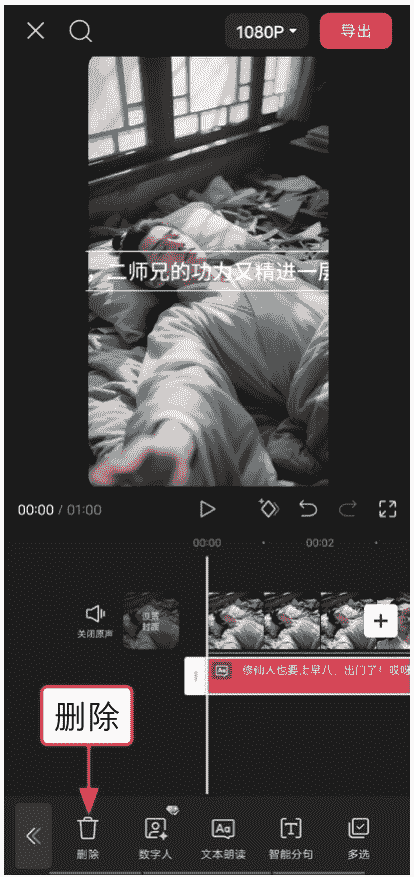 1080P
导出
，二师兄的功力又精进一层
00:00 / 01:00
00:00
00:02
关闭原声
设置
封面
修仙人也要上早八，出门了！哎呀
删除
删除
数字人
文本朗读
智能分句
多选